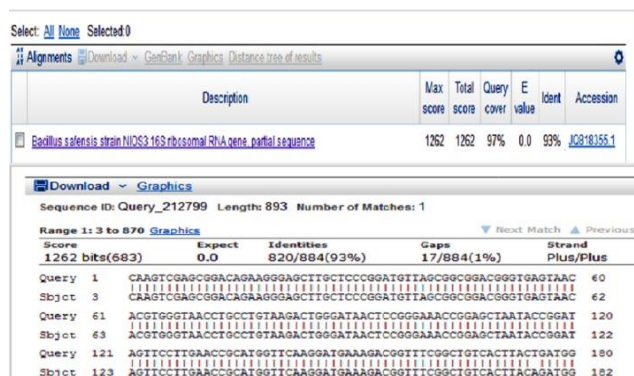 Select: All None Selected:0
Alignments Download GenBank Graphics Distance tree of results
Description Max score Total score Query cover E value Ident Accession
Bacillus safensis strain NIOS3 16S ribosomal RNA gene, partial sequence 1262 1262 97% 0.0 93% JQ818355.1
Download Graphics
Sequence ID: Query_212799 Length: 893 Number of Matches: 1
Range 1: 3 to 870 Graphics Next Match Previous
Score Expect Identities Gaps Strand
1262 bits(683) 0.0 820/884(93%) 17/884(1%) Plus/Plus
Query 1 CAAGTCGAGCGGACAGAAGGGAGCTTGCTCCCGGATGTTAGCGGCGGACGGGTGAGTAAC 60
Sbjct 3 CAAGTCGAGCGGACAGAAGGGAGCTTGCTCCCGGATGTTAGCGGCGGACGGGTGAGTAAC 62
Query 61 ACGTGGGTAACCTGCCTGTAAGACTGGGATAACTCCGGGAAACCGGAGCTAATACCGGAT 120
Sbjct 63 ACGTGGGTAACCTGCCTGTAAGACTGGGATAACTCCGGGAAACCGGAGCTAATACCGGAT 122
Query 121 AGTTCCTTGAACCGCATGGTTCAAGGATGAAAGACGGTTTCGGCTGTCACTTACTGATGG 180
Sbjct 123 AGTTCCTTGAACCGCATGGTTCAAGGATGAAAGACGGTTTCGGCTGTCACTTACAGATGG 182